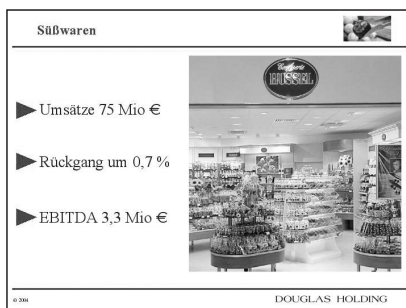 Süßwaren
Confiserie
HUSSEL
Umsätze 75 Mio €
Rückgang um 0,7 %
EBITDA 3,3 Mio €
© 2004
DOUGLAS HOLDING